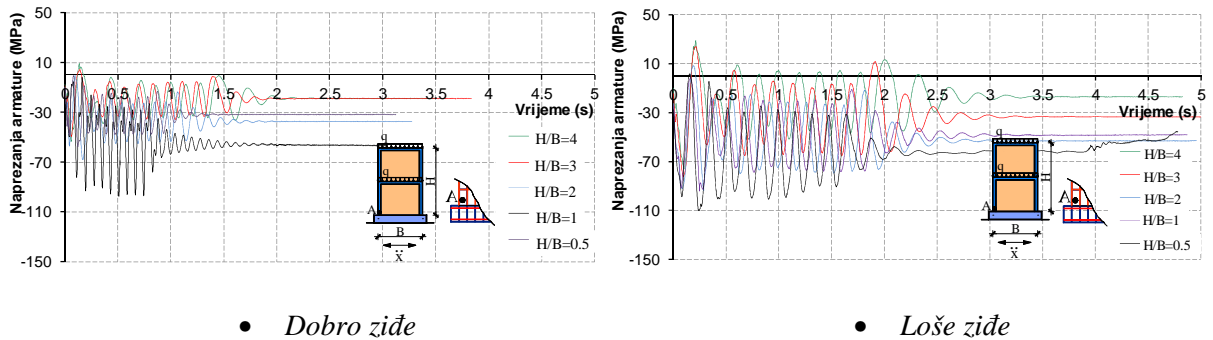 Naprezanja armature (MPa)
50
10
-30
-70
-110
-150
0 0.5 1 1.5 2 2.5 3 3.5 4 4.5 5
Vrijeme (s)
H/B=4
H/B=3
H/B=2
H/B=1
H/B=0.5
q
q
H
A
A
B
ẍ
Naprezanja armature (MPa)
50
10
-30
-70
-110
-150
0 0.5 1 1.5 2 2.5 3 3.5 4 4.5 5
Vrijeme (s)
H/B=4
H/B=3
H/B=2
H/B=1
H/B=0.5
q
q
H
A
A
B
ẍ
• Dobro ziđe
• Loše ziđe